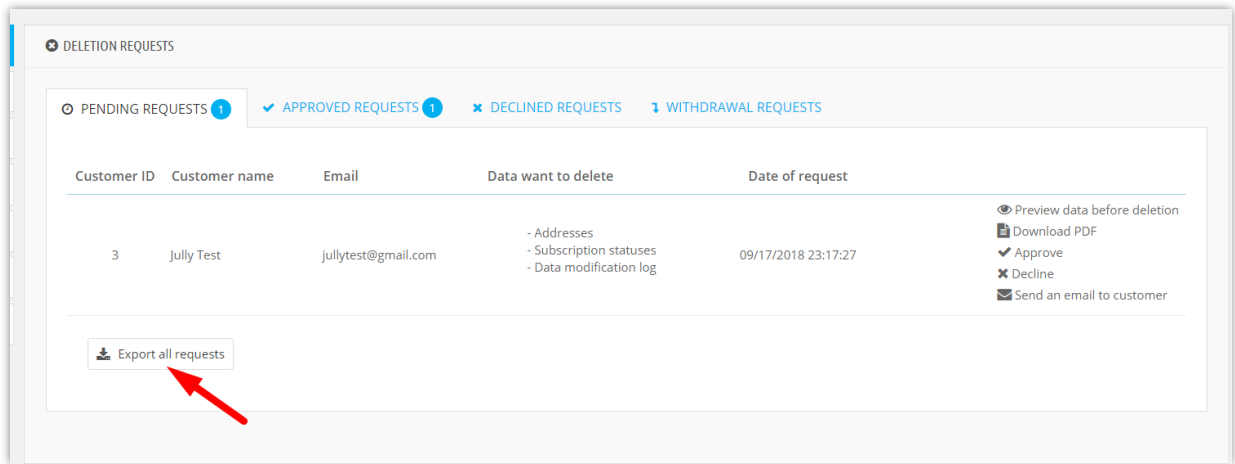 DELETION REQUESTS
PENDING REQUESTS 1 APPROVED REQUESTS 1 DECLINED REQUESTS WITHDRAWAL REQUESTS
Customer ID Customer name Email Data want to delete Date of request
3 Jully Test jullytest@gmail.com
- Addresses
- Subscription statuses
- Data modification log
09/17/2018 23:17:27
Preview data before deletion
Download PDF
Approve
Decline
Send an email to customer
Export all requests